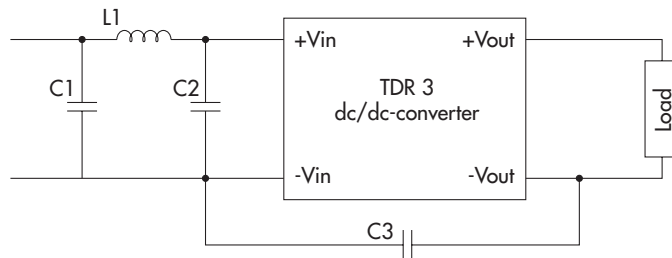 L1
+Vin
+Vout
C1
C2
TDR 3
dc/dc-converter
Load
-Vin
-Vout
C3